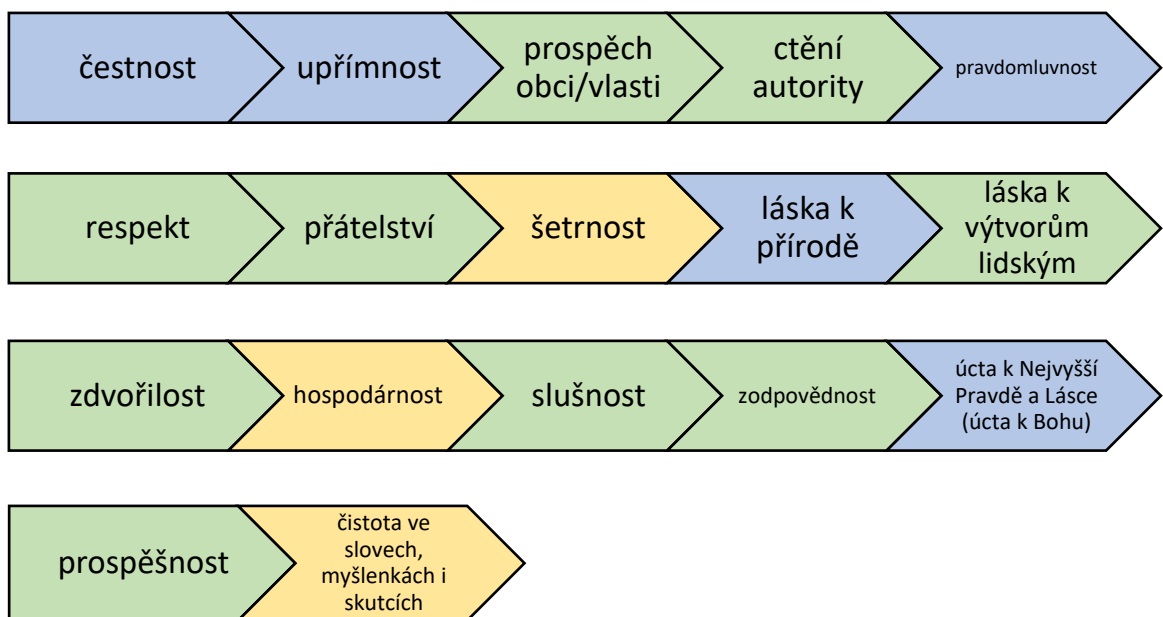 čestnost
upřímnost
prospěch
obci/vlasti
ctění
autority
pravdomluvnost
respekt
přátelství
šetrnost
láska k
přírodě
láska k
výtvorům
lidským
zdvořilost
hospodárnost
slušnost
zodpovědnost
úcta k Nejvyšší
Pravdě a Lásce
(úcta k Bohu)
prospěšnost
čistota ve
slovech,
myšlenkách i
skutcích